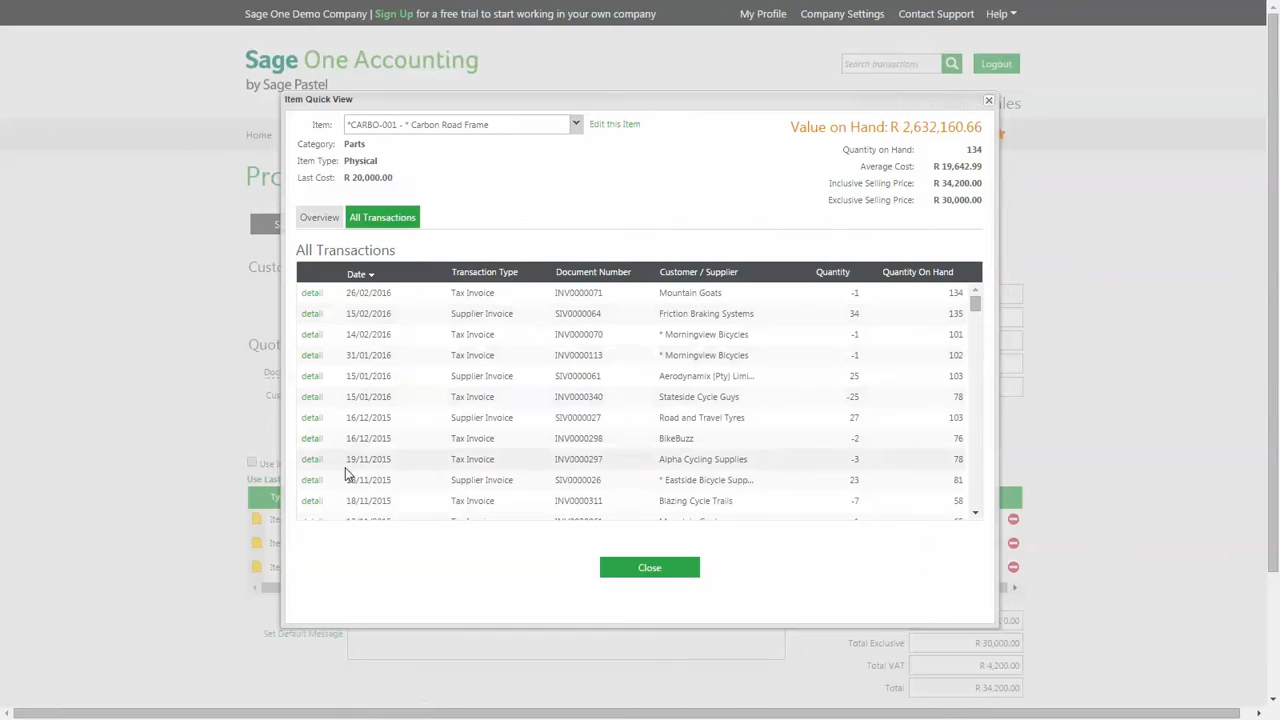 Sage One Demo Company | Sign Up for a free trial to start working in your own company My Profile Company Settings Contact Support Help
Sage One Accounting
by Sage Pastel
Search transactions Logout
Item Quick View
Item: *CARBO-001 - * Carbon Road Frame Edit this Item Value on Hand: R 2,632,160.66
Home
Category: Parts Quantity on Hand: 134
Item Type: Physical Average Cost: R 19,642.99
Last Cost: R 20,000.00 Inclusive Selling Price: R 34,200.00
Exclusive Selling Price: R 30,000.00
Overview All Transactions
All Transactions
Date Transaction Type Document Number Customer / Supplier Quantity Quantity On Hand
detail 26/02/2016 Tax Invoice INV0000071 Mountain Goats -1 134
detail 15/02/2016 Supplier Invoice SIV0000064 Friction Braking Systems 34 135
detail 14/02/2016 Tax Invoice INV0000070 * Morningview Bicycles -1 101
detail 31/01/2016 Tax Invoice INV0000113 * Morningview Bicycles -1 102
detail 15/01/2016 Supplier Invoice SIV0000061 Aerodynamix (Pty) Limi... 25 103
detail 15/01/2016 Tax Invoice INV0000340 Stateside Cycle Guys -25 78
detail 16/12/2015 Supplier Invoice SIV0000027 Road and Travel Tyres 27 103
detail 16/12/2015 Tax Invoice INV0000298 BikeBuzz -2 76
detail 19/11/2015 Tax Invoice INV0000297 Alpha Cycling Supplies -3 78
detail 18/11/2015 Supplier Invoice SIV0000026 * Eastside Bicycle Supp... 23 81
detail 18/11/2015 Tax Invoice INV0000311 Blazing Cycle Trails -7 58
Close
Set Default Message
Total Exclusive R 30,000.00
Total VAT R 4,200.00
Total R 34,200.00